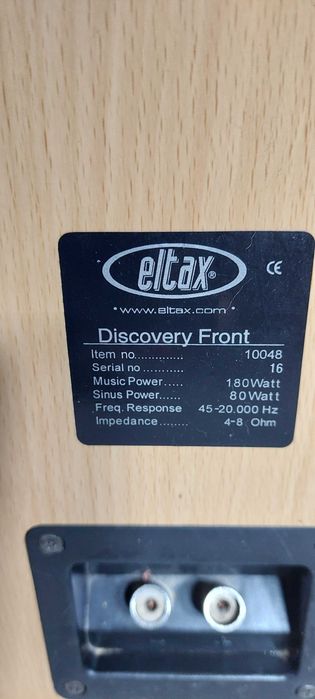 eltax®
CE
• www.eltax.com •
Discovery Front
Item no............. 10048
Serial no ........... 16
Music Power..... 180Watt
Sinus Power...... 80Watt
Freq. Response 45-20.000 Hz
Impedance........ 4-8 Ohm